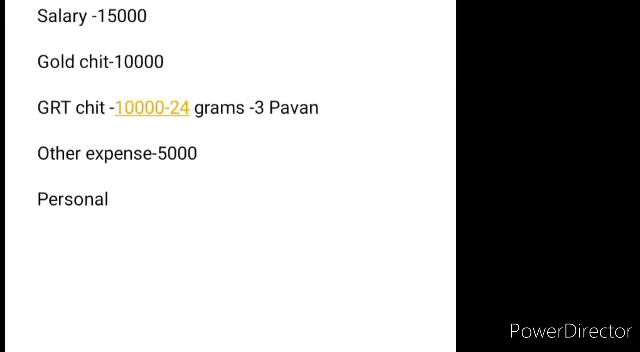 Salary -15000
Gold chit-10000
GRT chit -10000-24 grams -3 Pavan
Other expense-5000
Personal
PowerDirector